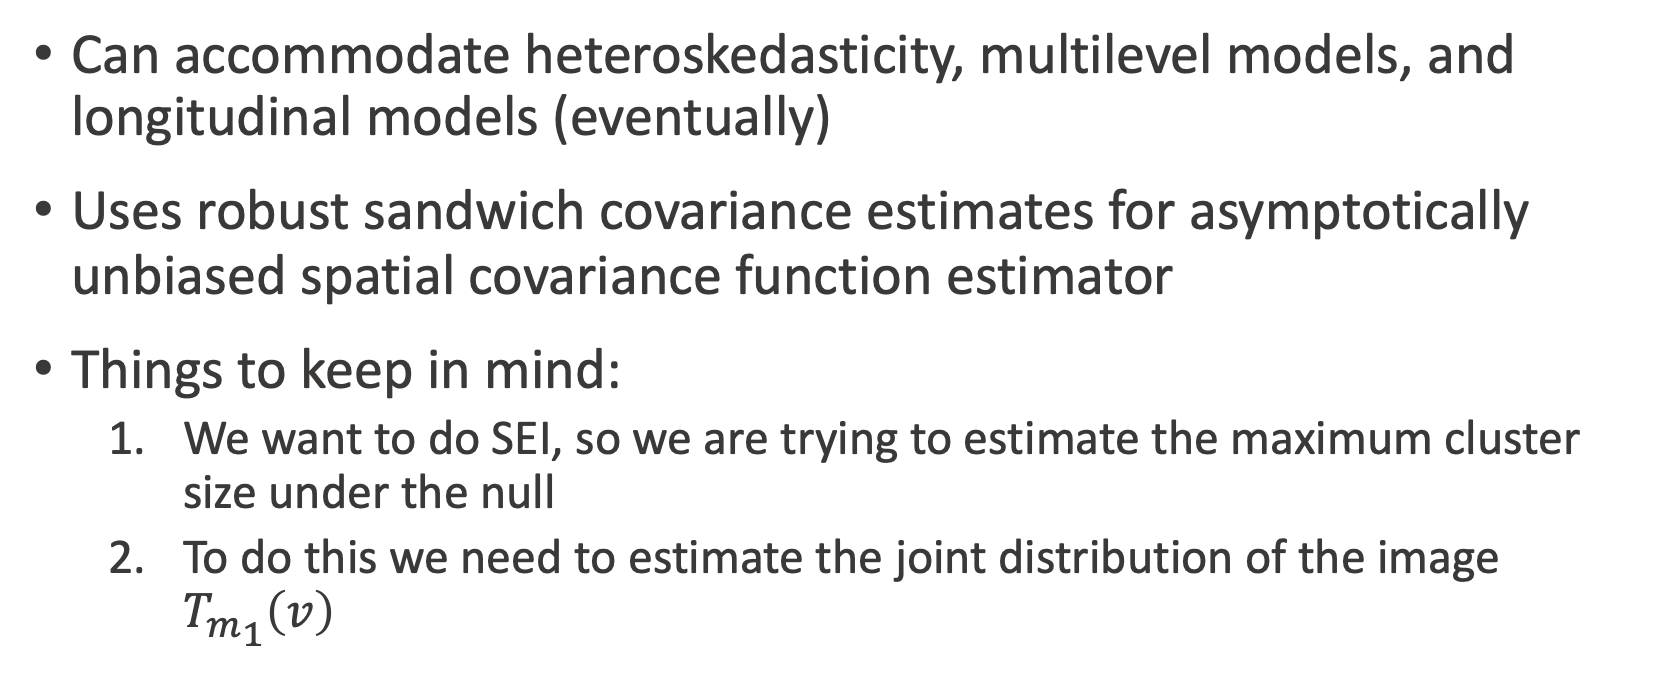 • Can accommodate heteroskedasticity, multilevel models, and
longitudinal models (eventually)
• Uses robust sandwich covariance estimates for asymptotically
unbiased spatial covariance function estimator
• Things to keep in mind:
1. We want to do SEI, so we are trying to estimate the maximum cluster
size under the null
2. To do this we need to estimate the joint distribution of the image
$T_{m_1}(v)$